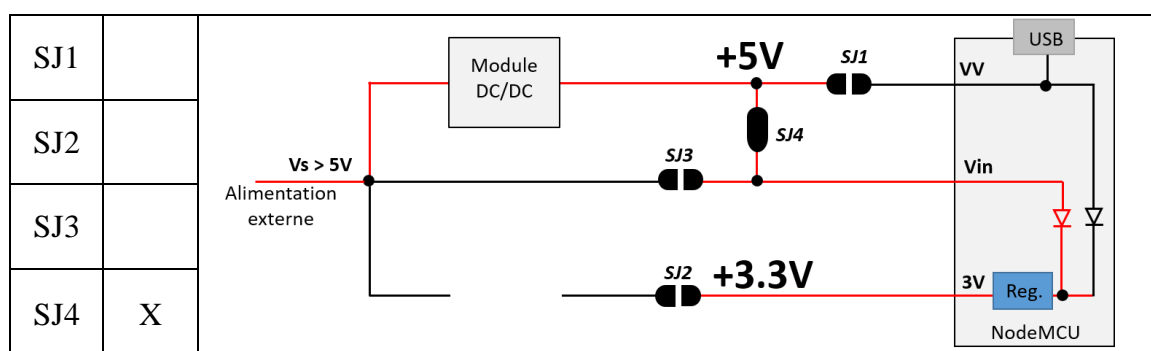 SJ1
SJ2
SJ3
SJ4 X
USB
+5V
SJ1
VV
Module
DC/DC
SJ4
SJ3
Vs > 5V
Vin
Alimentation
externe
SJ2
+3.3V
3V
Reg.
NodeMCU